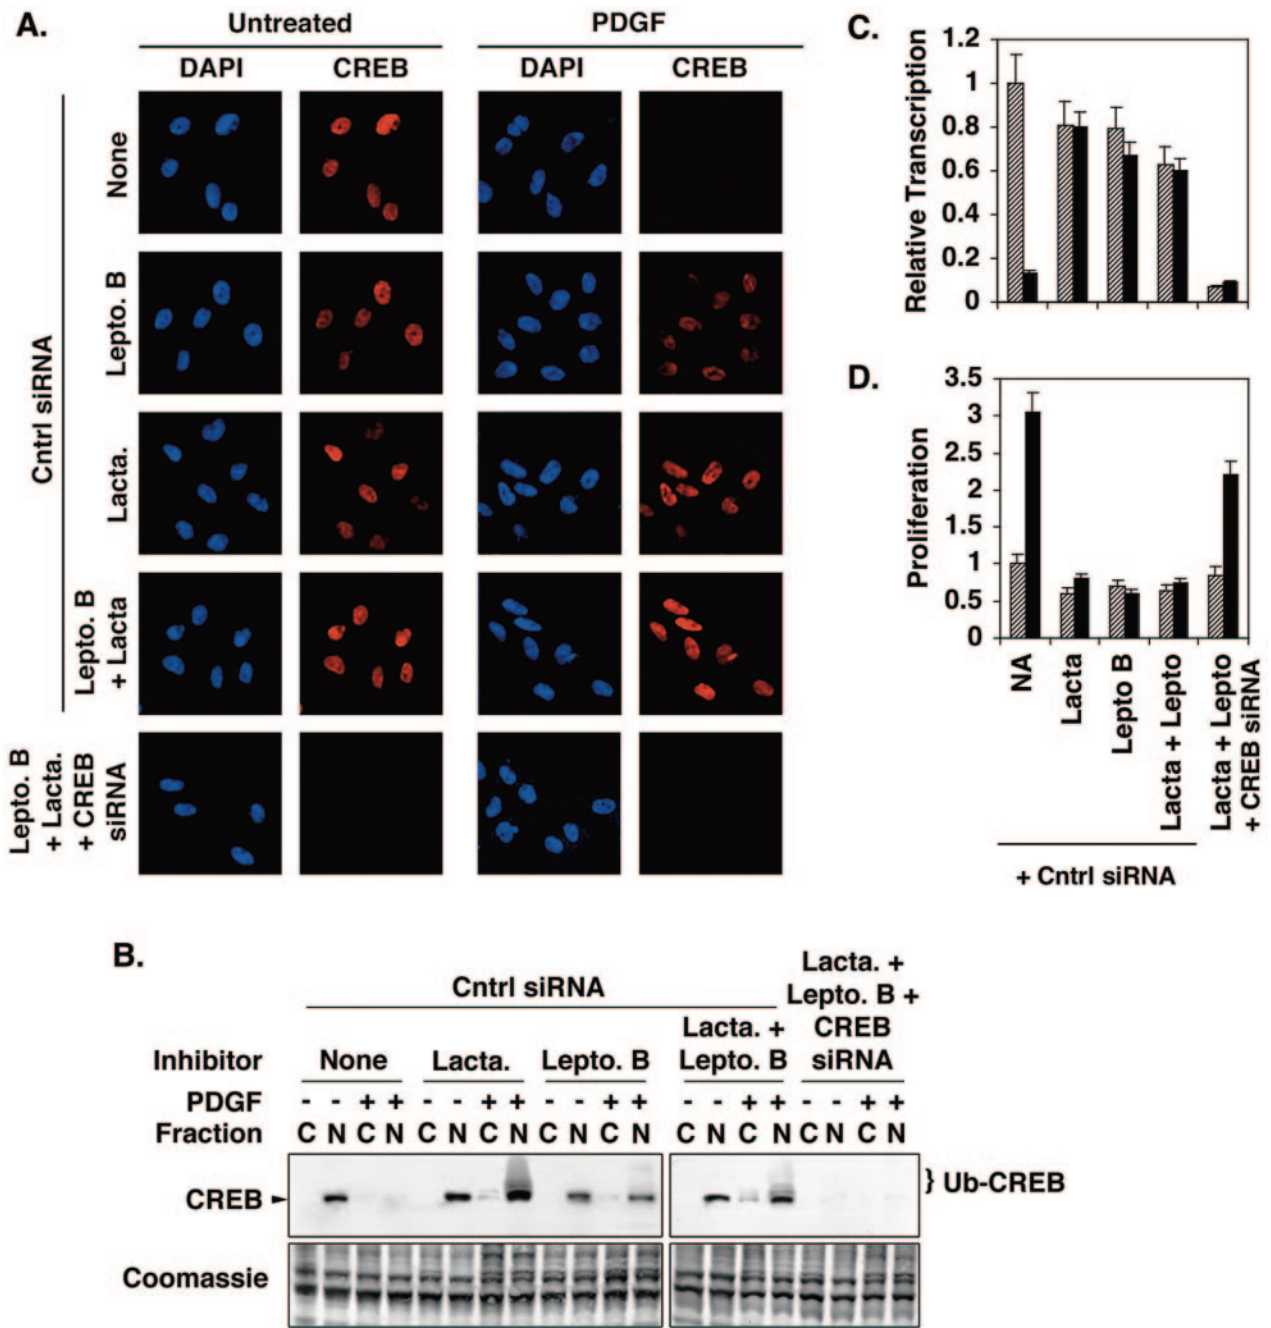 A.
Untreated
PDGF
DAPI
CREB
DAPI
CREB
Cntrl siRNA
None
Lepto. B
Lacta.
Lepto. B
+ Lacta
Lepto. B
+ Lacta.
+ CREB
siRNA
C.
Relative Transcription
1.2
1
0.8
0.6
0.4
0.2
0
D.
Proliferation
3.5
3
2.5
2
1.5
1
0.5
0
NA
Lacta
Lepto B
Lacta + Lepto
Lacta + Lepto
+ CREB siRNA
+ Cntrl siRNA
B.
Cntrl siRNA
Lacta. +
Lepto. B +
CREB
siRNA
Inhibitor
None
Lacta.
Lepto. B
Lacta. +
Lepto. B
PDGF - - + + - - + + - - + + - - + + - - + +
Fraction C N C N C N C N C N C N C N C N C N C N
CREB
} Ub-CREB
Coomassie